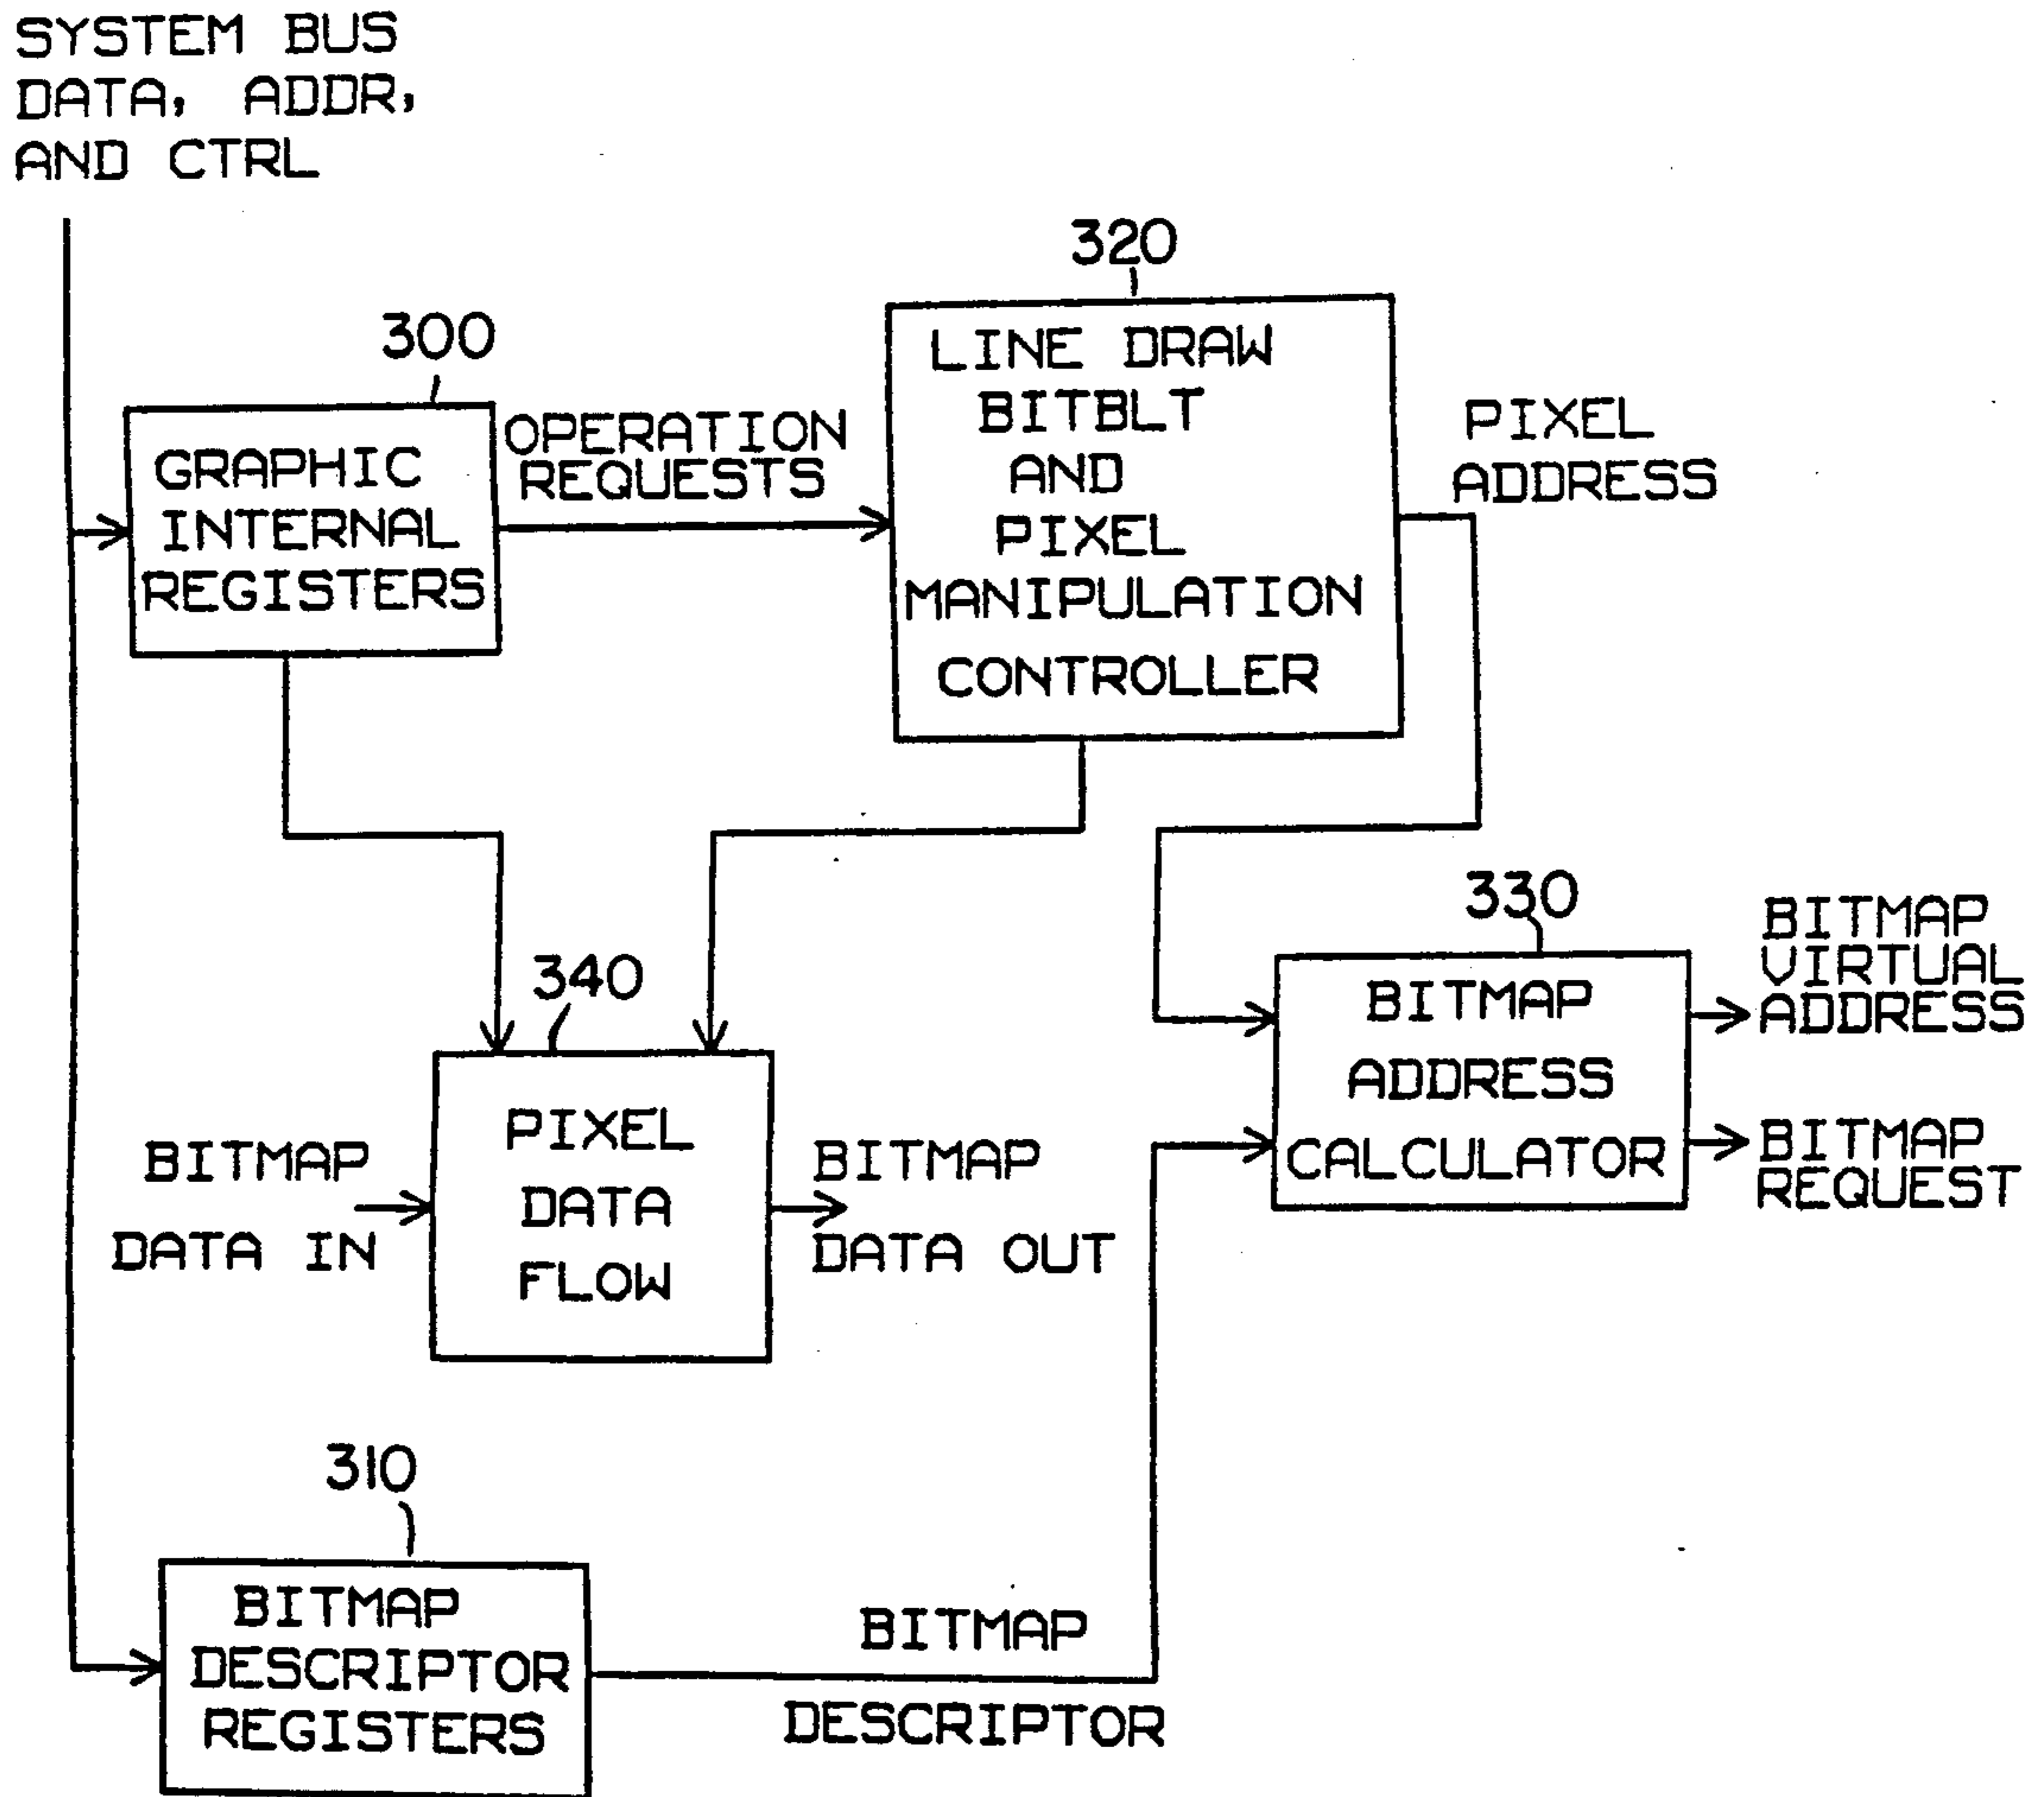 SYSTEM BUS
DATA, ADDR,
AND CTRL
300
GRAPHIC
INTERNAL
REGISTERS
OPERATION
REQUESTS
320
LINE DRAW
BITBLT
AND
PIXEL
MANIPULATION
CONTROLLER
PIXEL
ADDRESS
330
BITMAP
ADDRESS
CALCULATOR
BITMAP
VIRTUAL
ADDRESS
BITMAP
REQUEST
340
PIXEL
DATA
FLOW
BITMAP
DATA IN
BITMAP
DATA OUT
310
BITMAP
DESCRIPTOR
REGISTERS
BITMAP
DESCRIPTOR